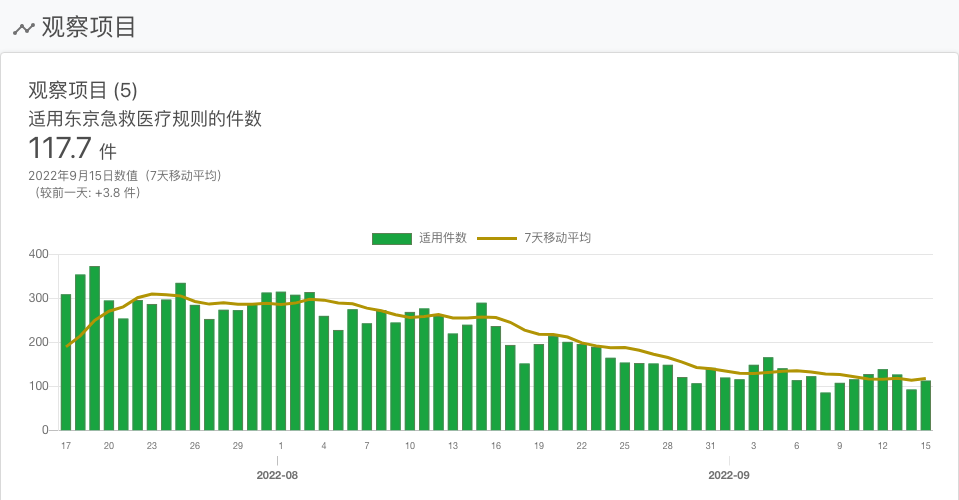 观察项目
观察项目 (5)
适用东京急救医疗规则的件数
117.7 件
2022年9月15日数值（7天移动平均）
（较前一天: +3.8 件）
适用件数 7天移动平均
400
300
200
100
0
17 20 23 26 29 1 4 7 10 13 16 19 22 25 28 31 3 6 9 12 15
2022-08 2022-09